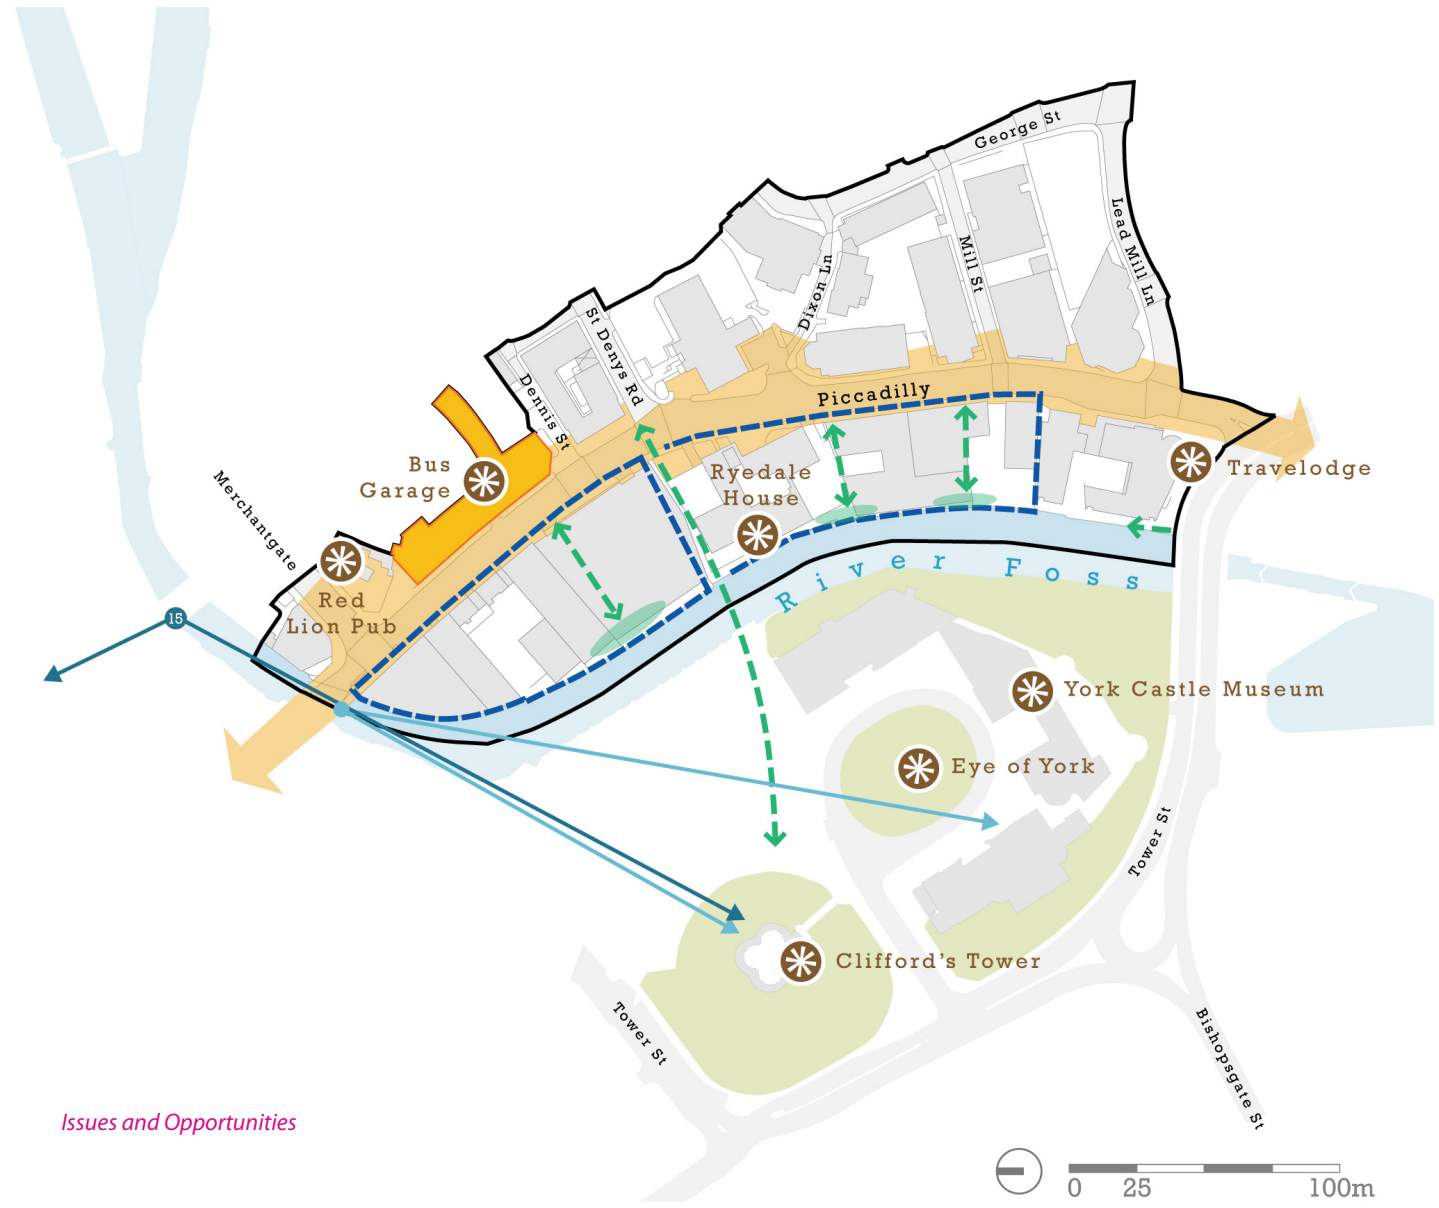 George St
Lead Mill Ln
Mill St
Dixon Ln
St Denys Rd
Dennis St
Piccadilly
Bus
Garage
Ryedale
House
Travelodge
Merchantgate
Red
Lion Pub
15
River Foss
York Castle Museum
Eye of York
Tower St
Clifford's Tower
Tower St
Bishopsgate St
Issues and Opportunities
0 25 100m